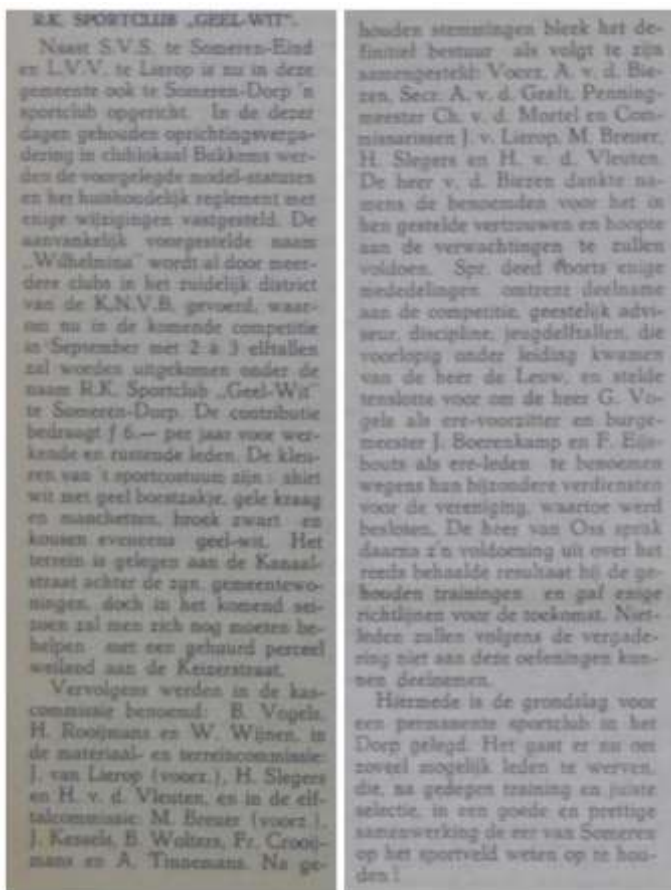 R.K. SPORTCLUB „GEEL-WIT".
Naast S.V.S. te Someren-Eind
en L.V.V. te Lierop is nu in deze
gemeente ook te Someren-Dorp 'n
sportclub opgericht. In de dezer
dagen gehouden oprichtingsverga-
dering in clublokaal Bukkems wer-
den de voorgelegde model-statuten
en het huishoudelijk reglement met
enige wijzigingen vastgesteld. De
aanvankelijk voorgestelde naam
„Wilhelmina" wordt al door meer-
dere clubs in het zuidelijk district
van de K.N.V.B. gevoerd, waar-
om nu in de komende competitie
in September met 2 à 3 elftallen
zal worden uitgekomen onder de
naam R.K. Sportclub „Geel-Wit"
te Someren-Dorp. De contributie
bedraagt f 6.— per jaar voor wer-
kende en rustende leden. De kleu-
ren van 't sportcostuum zijn : shirt
wit met geel borstzakje, gele kraag
en manchetten, broek zwart en
kousen eveneens geel-wit. Het
terrein is gelegen aan de Kanaal-
straat achter de zgn. gemeentewo-
ningen, doch in het komend sei-
zoen zal men zich nog moeten be-
helpen met een gehuurd perceel
weiland aan de Keizerstraat.
Vervolgens werden in de kas-
commissie benoemd: B. Vogels,
H. Rooijmans en W. Wijnen, in
de materiaal- en terreincommissie:
J. van Lierop (voorz.), H. Slegers
en H. v. d. Vleuten, en in de elf-
talcommissie: M. Breuer (voorz.),
J. Kessels, B. Wolters, Fr. Crooij-
mans en A. Tinnemans. Na ge-
houden stemmingen bleek het de-
finitief bestuur als volgt te zijn
samengesteld: Voorz. A. v. d. Bie-
zen, Secr. A. v. d. Graft, Penning-
meester Ch. v. d. Mortel en Com-
missarissen J. v. Lierop, M. Breuer,
H. Slegers en H. v. d. Vleuten.
De heer v. d. Biezen dankte na-
mens de benoemden voor het in
hen gestelde vertrouwen en hoopte
aan de verwachtingen te zullen
voldoen. Spr. deed voorts enige
mededelingen omtrent deelname
aan de competitie, geestelijk advi-
seur, discipline, jeugdelftallen, die
voorlopig onder leiding kwamen
van de heer de Leuw, en stelde
tenslotte voor om de heer G. Vo-
gels als ere-voorzitter en burge-
meester J. Boerenkamp en F. Eijs-
bouts als ere-leden te benoemen
wegens hun bijzondere verdiensten
voor de vereniging, waartoe werd
besloten. De heer van Oss sprak
daarna z'n voldoening uit over het
reeds behaalde resultaat bij de ge-
houden trainingen en gaf enige
richtlijnen voor de toekomst. Niet-
leden zullen volgens de vergade-
ring niet aan deze oefeningen kun-
nen deelnemen.
Hiermede is de grondslag voor
een permanente sportclub in het
Dorp gelegd. Het gaat er nu om
zoveel mogelijk leden te werven,
die, na gedegen training en juiste
selectie, in een goede en prettige
samenwerking de eer van Someren
op het sportveld weten op te hou-
den !